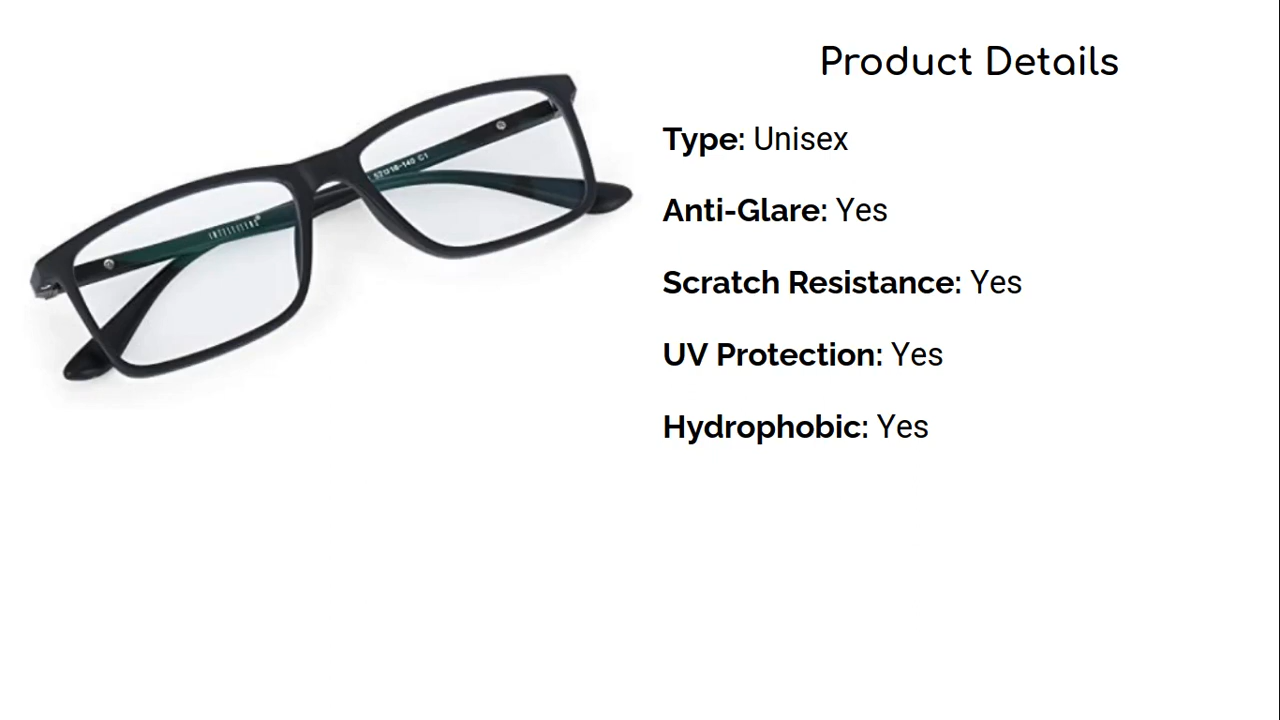 Product Details
Type: Unisex
Anti-Glare: Yes
Scratch Resistance: Yes
UV Protection: Yes
Hydrophobic: Yes